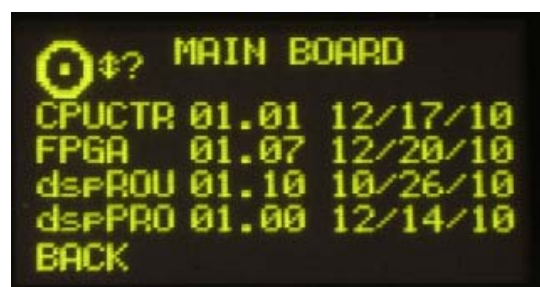 ↕? MAIN BOARD
CPUCTR 01.01 12/17/10
FPGA 01.07 12/20/10
dspROU 01.10 10/26/10
dspPRO 01.00 12/14/10
BACK